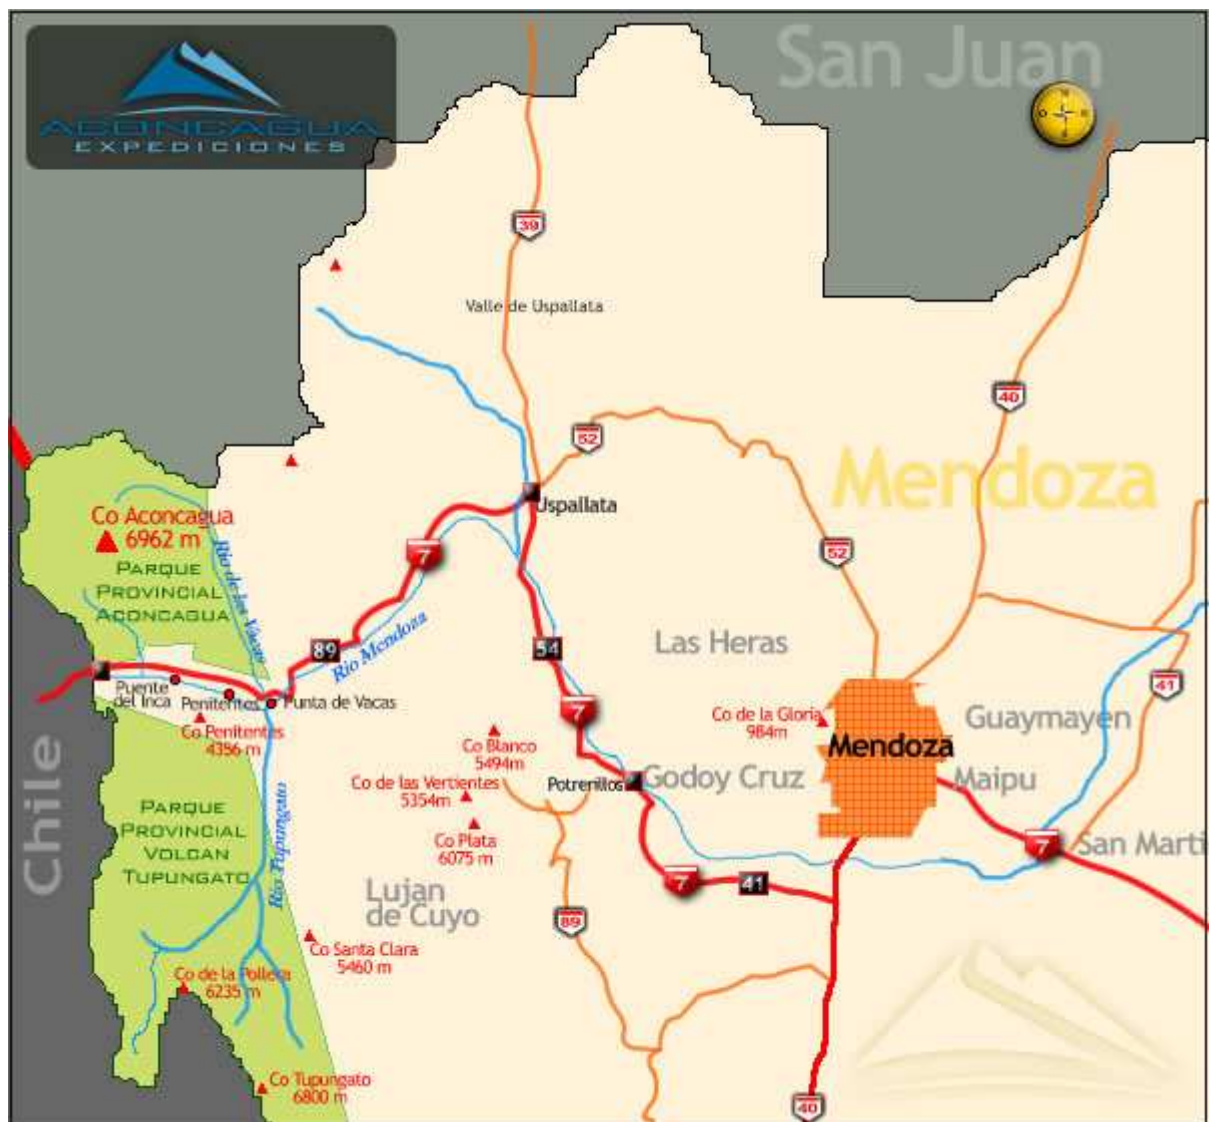 San Juan
ACONCAGUA
EXPEDICIONES
39
Valle de Uspallata
40
52
Mendoza
Uspallata
Co Aconcagua
6962 m
7
52
PARQUE
PROVINCIAL
ACONCAGUA
Rio de las Vacas
Rio Mendoza
89
54
Las Heras
41
Puente
del Inca
Penitentes
Punta de Vacas
Co Penitentes
4356 m
7
Co de la Gloria
984m
Guaymayen
Mendoza
Co Blanco
5494m
Co de las Vertientes
5354m
Potrerillos
Godoy Cruz
Maipu
Chile
PARQUE
PROVINCIAL
VOLCAN
TUPUNGATO
Rio Tupungato
Co Plata
6075 m
7
San Marti
7
41
Lujan
de Cuyo
89
Co Santa Clara
5460 m
Co de la Pollera
6235 m
Co Tupungato
6800 m
40